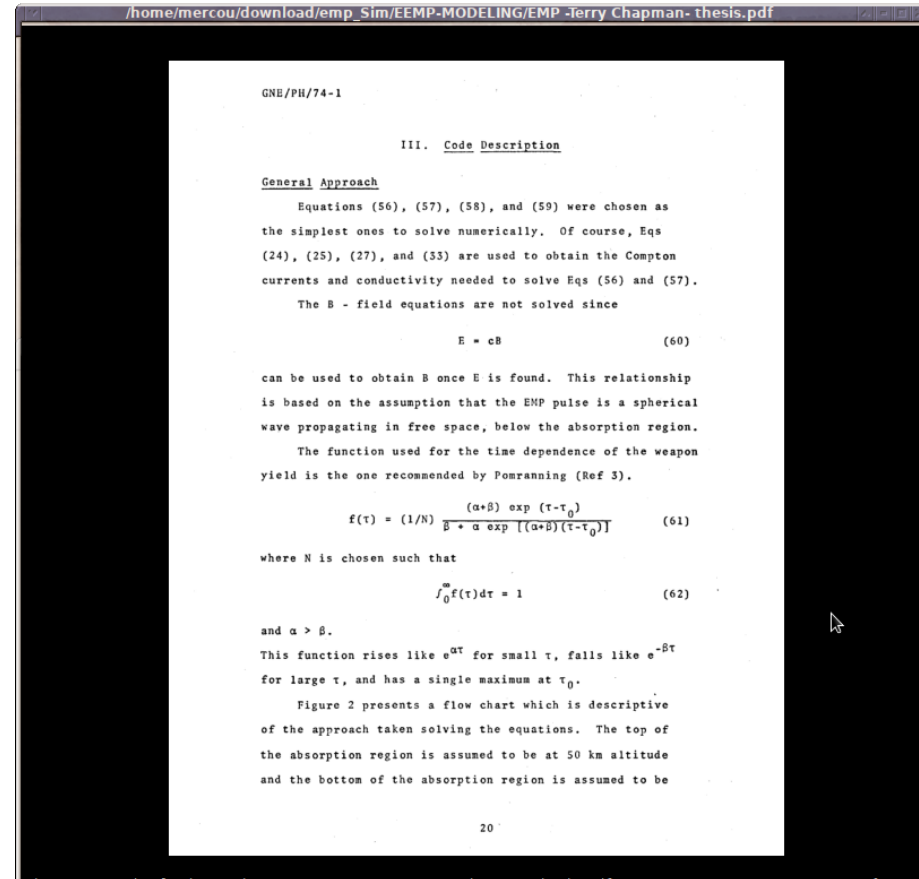 /home/mercou/download/emp_Sim/EEMP-MODELING/EMP -Terry Chapman- thesis.pdf
GNE/PH/74-1
III. Code Description
General Approach
Equations (56), (57), (58), and (59) were chosen as
the simplest ones to solve numerically. Of course, Eqs
(24), (25), (27), and (33) are used to obtain the Compton
currents and conductivity needed to solve Eqs (56) and (57).
The B - field equations are not solved since
E = cB (60)
can be used to obtain B once E is found. This relationship
is based on the assumption that the EMP pulse is a spherical
wave propagating in free space, below the absorption region.
The function used for the time dependence of the weapon
yield is the one recommended by Pomranning (Ref 3).
f(τ) = (1/N) (α+β) exp (τ-τ₀) / β + α exp [(α+β)(τ-τ₀)] (61)
where N is chosen such that
∫₀^∞ f(τ)dτ = 1 (62)
and α > β.
This function rises like e^ατ for small τ, falls like e^-βτ
for large τ, and has a single maximum at τ₀.
Figure 2 presents a flow chart which is descriptive
of the approach taken solving the equations. The top of
the absorption region is assumed to be at 50 km altitude
and the bottom of the absorption region is assumed to be
20